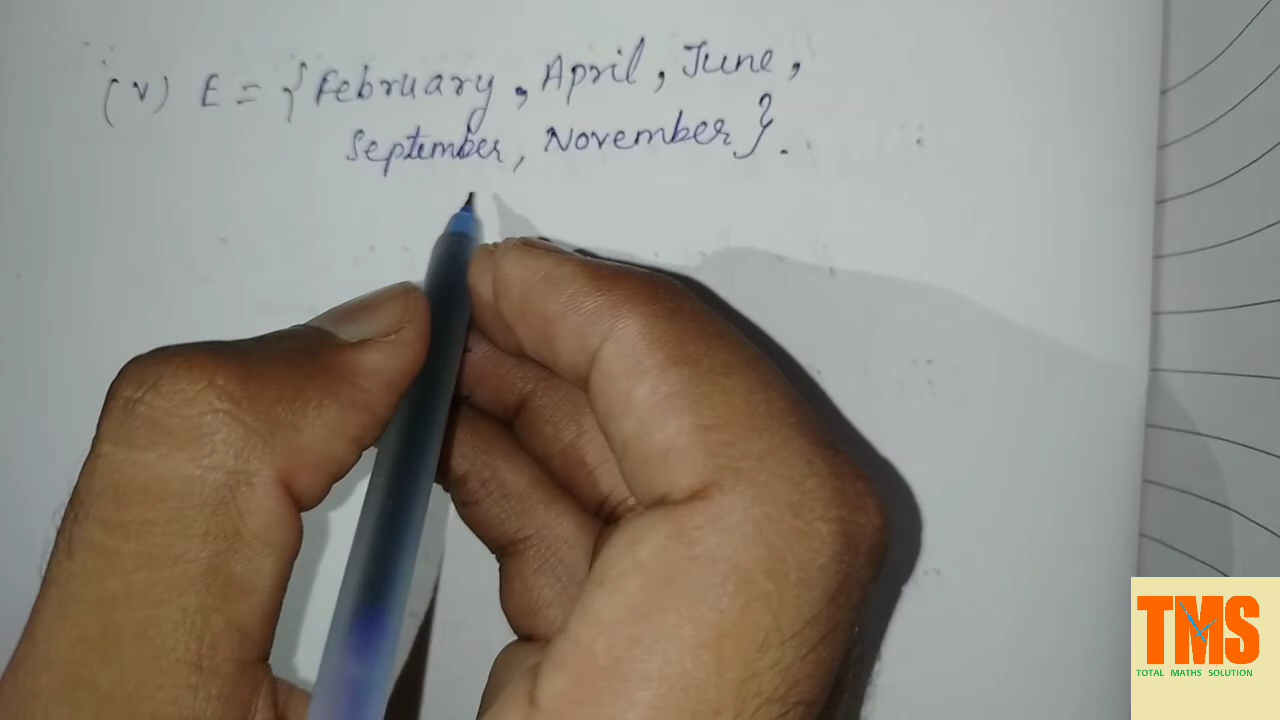 (V) E = {February, April, June,
September, November}.
TMS
TOTAL MATHS SOLUTION